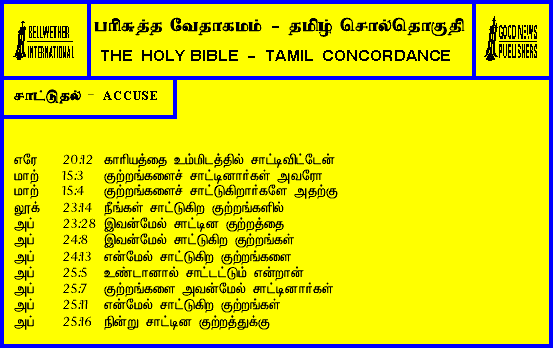 BELLWETHER
INTERNATIONAL
பரிசுத்த வேதாகமம் - தமிழ் சொல்தொகுதி
THE HOLY BIBLE - TAMIL CONCORDANCE
GOOD NEWS
PUBLISHERS
சாட்டுதல் - ACCUSE
எரே 20:12 காரியத்தை உம்மிடத்தில் சாட்டிவிட்டேன்
மாற் 15:3 குற்றங்களைச் சாட்டினார்கள் அவரோ
மாற் 15:4 குற்றங்களைச் சாட்டுகிறார்களே அதற்கு
லூக் 23:14 நீங்கள் சாட்டுகிற குற்றங்களில்
அப் 23:28 இவன்மேல் சாட்டின குற்றத்தை
அப் 24:8 இவன்மேல் சாட்டுகிற குற்றங்கள்
அப் 24:13 என்மேல் சாட்டுகிற குற்றங்களை
அப் 25:5 உண்டானால் சாட்டட்டும் என்றான்
அப் 25:7 குற்றங்களை அவன்மேல் சாட்டினார்கள்
அப் 25:11 என்மேல் சாட்டுகிற குற்றங்கள்
அப் 25:16 நின்று சாட்டின குற்றத்துக்கு